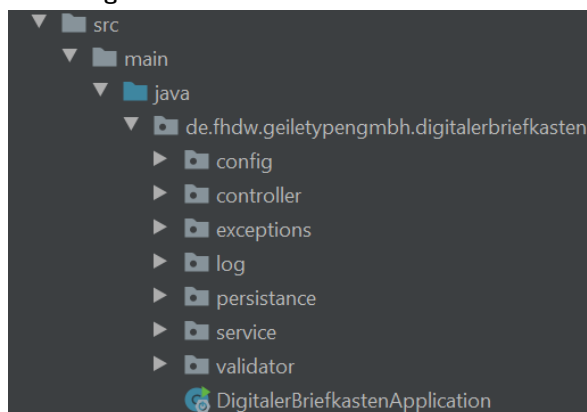 src
main
java
de.fhdw.geiletypengmbh.digitalerbriefkasten
config
controller
exceptions
log
persistance
service
validator
DigitalerBriefkastenApplication